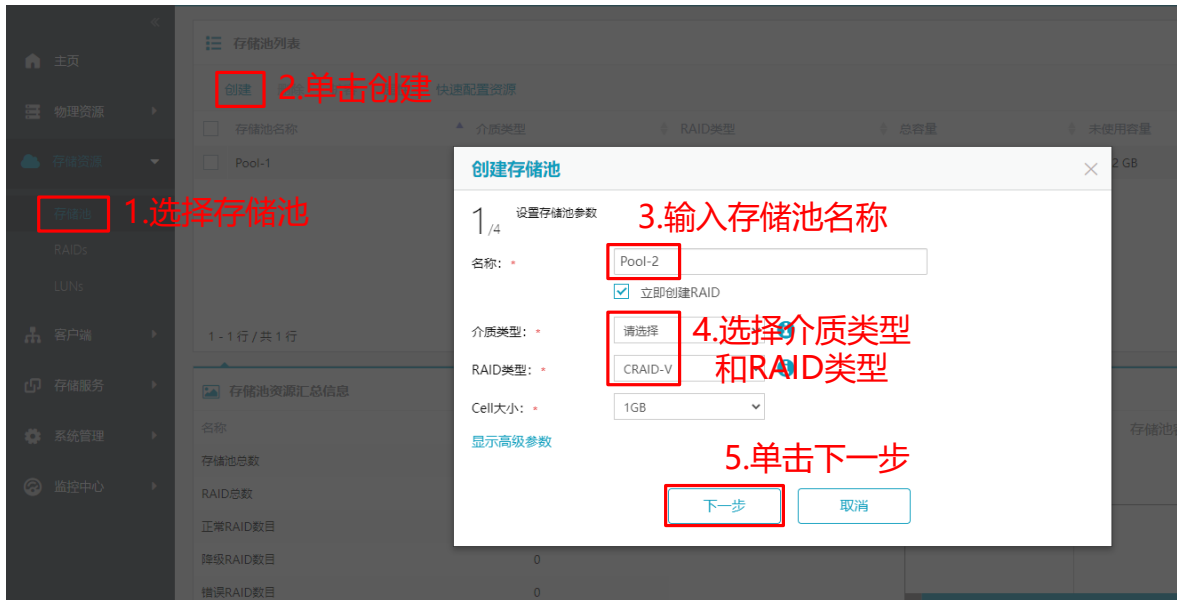 主页
物理资源
存储资源
存储池
RAIDs
LUNs
客户端
存储服务
系统管理
监控中心
1.选择存储池
存储池列表
创建
2.单击创建
快速配置资源
存储池名称 介质类型 RAID类型 总容量 未使用容量
Pool-1
2 GB
1 - 1 行 / 共 1 行
存储池资源汇总信息
名称
存储池总数
RAID总数
正常RAID数目
降级RAID数目 0
错误RAID数目 0
创建存储池
1/4 设置存储池参数
3.输入存储池名称
名称: * Pool-2
立即创建RAID
介质类型: * 请选择
4.选择介质类型
和RAID类型
RAID类型: * CRAID-V
Cell大小: * 1GB
显示高级参数
5.单击下一步
下一步 取消